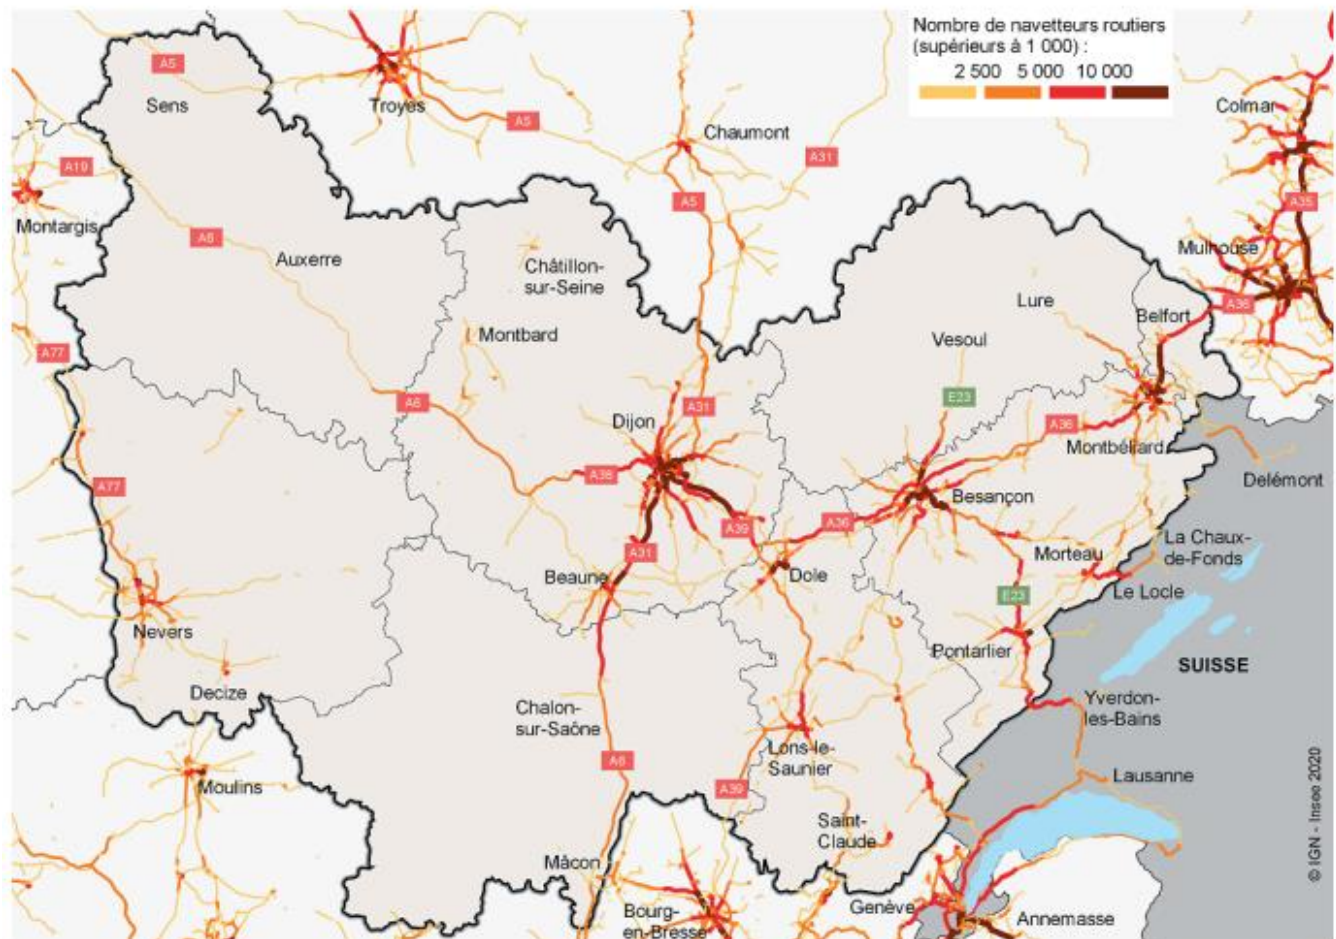 Nombre de navetteurs routiers
(supérieurs à 1 000) :
2 500 5 000 10 000
A5
Sens
Troyes
A5
Chaumont
A31
Colmar
A19
Montargis
A5
A35
A6
Auxerre
Châtillon-
sur-Seine
Mulhouse
A36
Lure
Belfort
Montbard
Vesoul
A77
E23
A6
A31
Dijon
A36
Montbéliard
A38
Delémont
A77
Besançon
A39
A36
A31
La Chaux-
de-Fonds
Morteau
Beaune
Dole
Le Locle
E23
Nevers
Pontarlier
SUISSE
Decize
Yverdon-
les-Bains
Chalon-
sur-Saône
Lons-le-
Saunier
A6
Lausanne
Moulins
A39
Saint-
Claude
Mâcon
Genève
Bourg-
en-Bresse
Annemasse
© IGN - Insee 2020